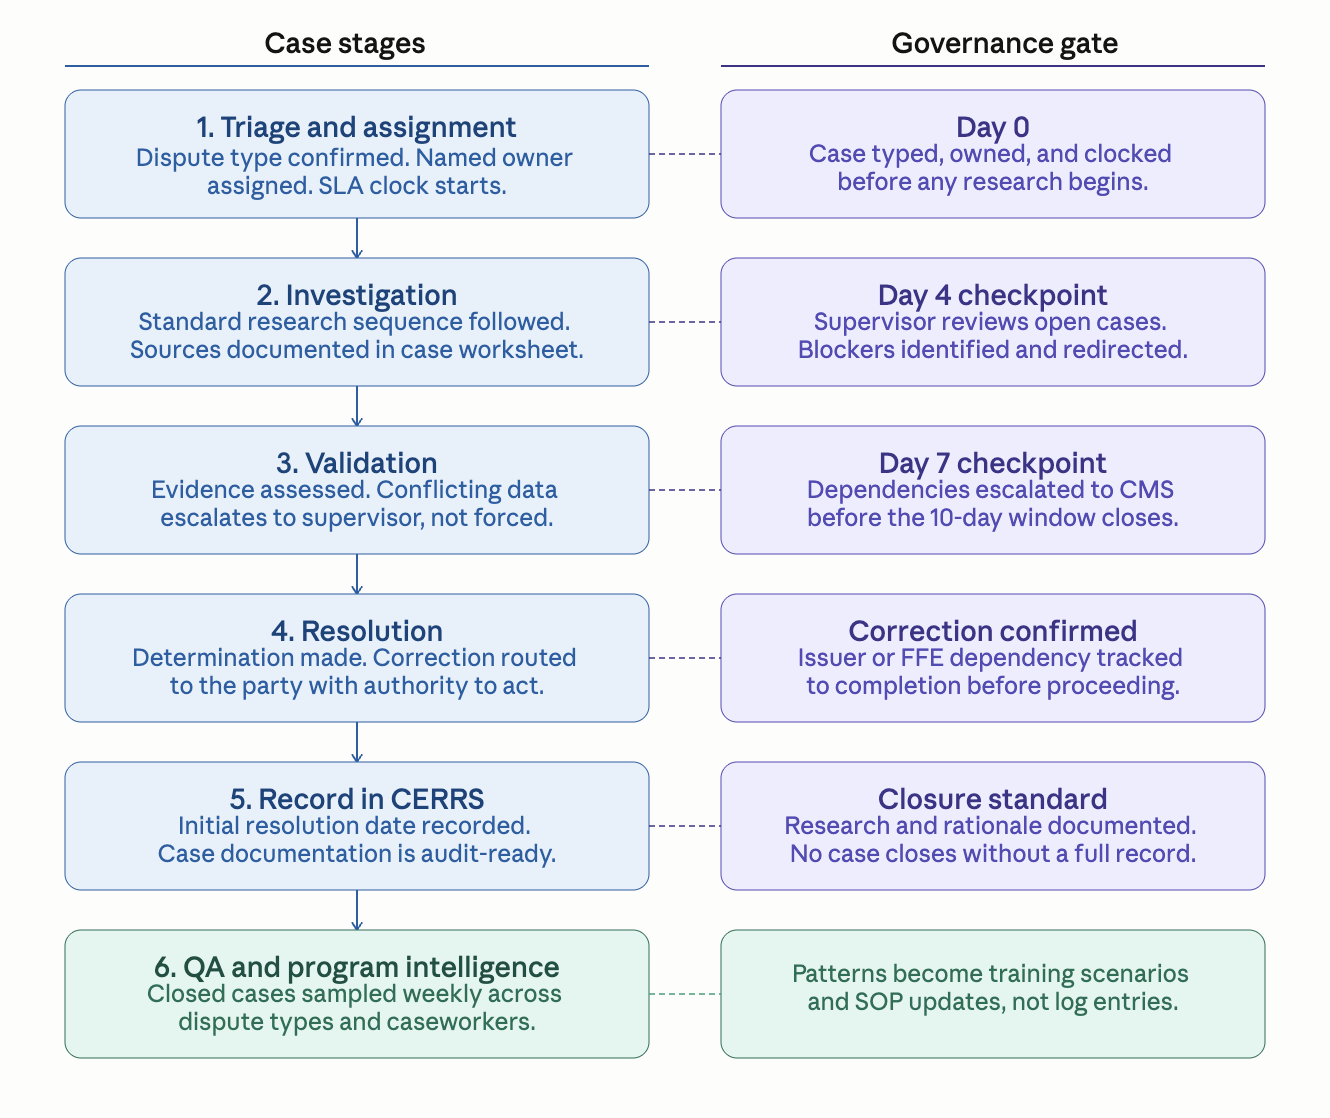 Case stages
Governance gate
1. Triage and assignment
Dispute type confirmed. Named owner
assigned. SLA clock starts.
Day 0
Case typed, owned, and clocked
before any research begins.
2. Investigation
Standard research sequence followed.
Sources documented in case worksheet.
Day 4 checkpoint
Supervisor reviews open cases.
Blockers identified and redirected.
3. Validation
Evidence assessed. Conflicting data
escalates to supervisor, not forced.
Day 7 checkpoint
Dependencies escalated to CMS
before the 10-day window closes.
4. Resolution
Determination made. Correction routed
to the party with authority to act.
Correction confirmed
Issuer or FFE dependency tracked
to completion before proceeding.
5. Record in CERRS
Initial resolution date recorded.
Case documentation is audit-ready.
Closure standard
Research and rationale documented.
No case closes without a full record.
6. QA and program intelligence
Closed cases sampled weekly across
dispute types and caseworkers.
Patterns become training scenarios
and SOP updates, not log entries.